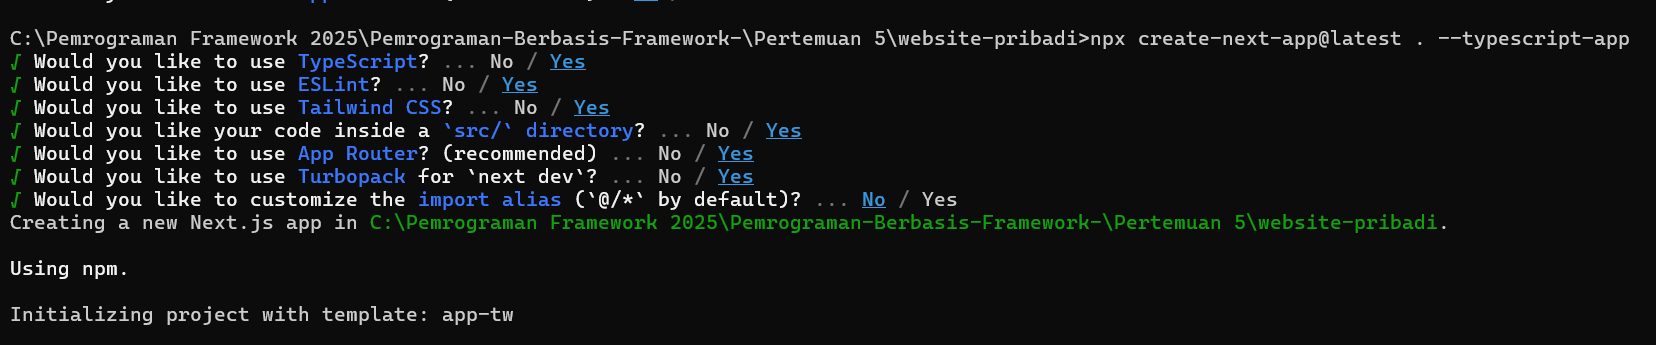 C:\Pemrograman Framework 2025\Pemrograman-Berbasis-Framework-\Pertemuan 5\website-pribadi>npx create-next-app@latest . --typescript-app
√ Would you like to use TypeScript? ... No / Yes
√ Would you like to use ESLint? ... No / Yes
√ Would you like to use Tailwind CSS? ... No / Yes
√ Would you like your code inside a `src/` directory? ... No / Yes
√ Would you like to use App Router? (recommended) ... No / Yes
√ Would you like to use Turbopack for `next dev`? ... No / Yes
√ Would you like to customize the import alias (`@/*` by default)? ... No / Yes
Creating a new Next.js app in C:\Pemrograman Framework 2025\Pemrograman-Berbasis-Framework-\Pertemuan 5\website-pribadi.
Using npm.
Initializing project with template: app-tw